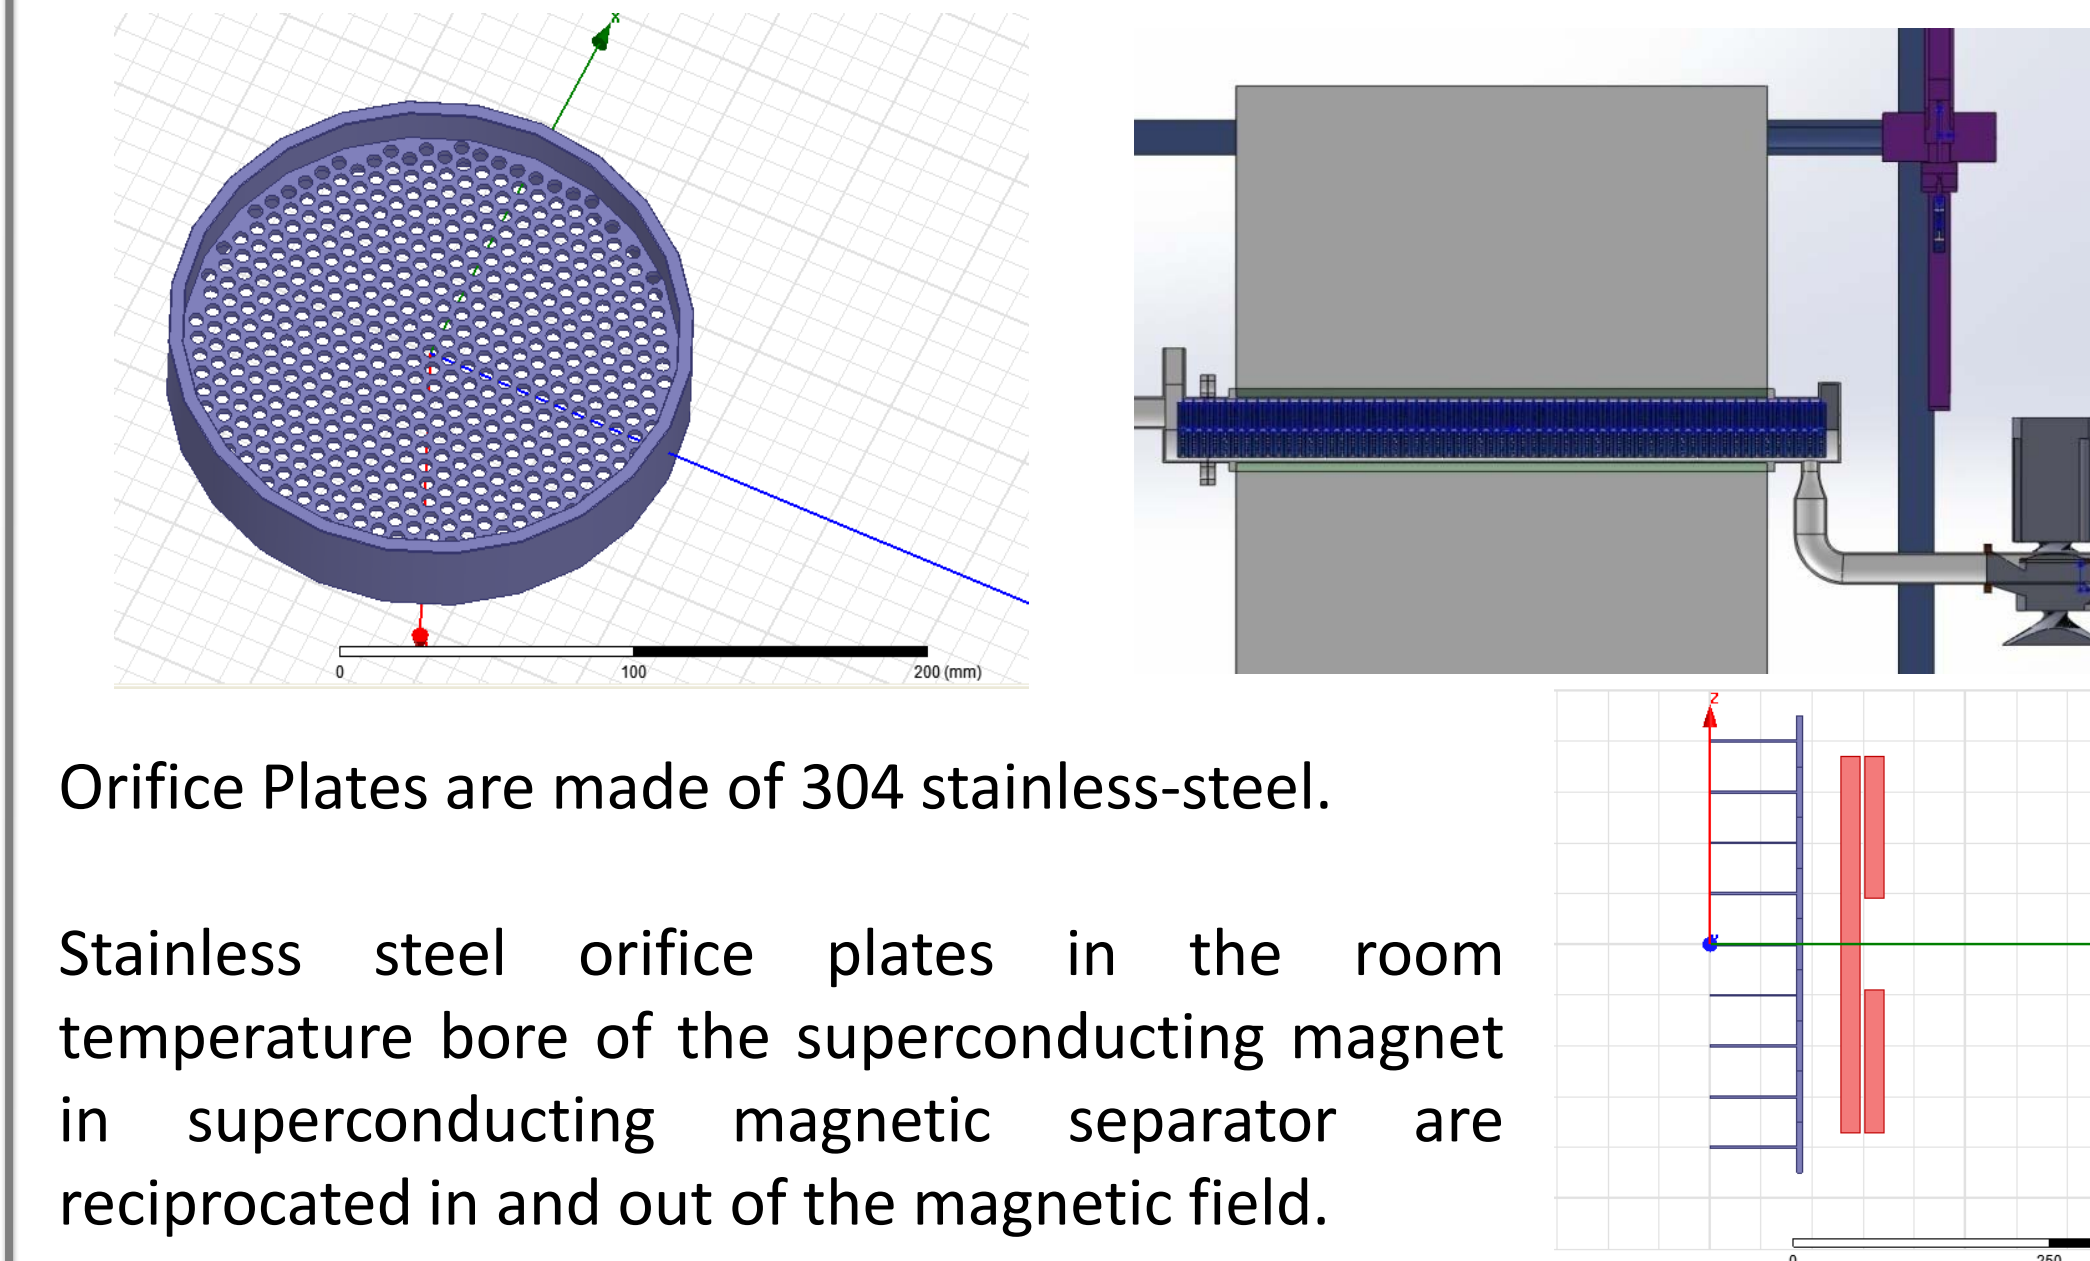 X
0 100 200 (mm)
Orifice Plates are made of 304 stainless-steel.
Stainless steel orifice plates in the room
temperature bore of the superconducting magnet
in superconducting magnetic separator are
reciprocated in and out of the magnetic field.
Z
0 250